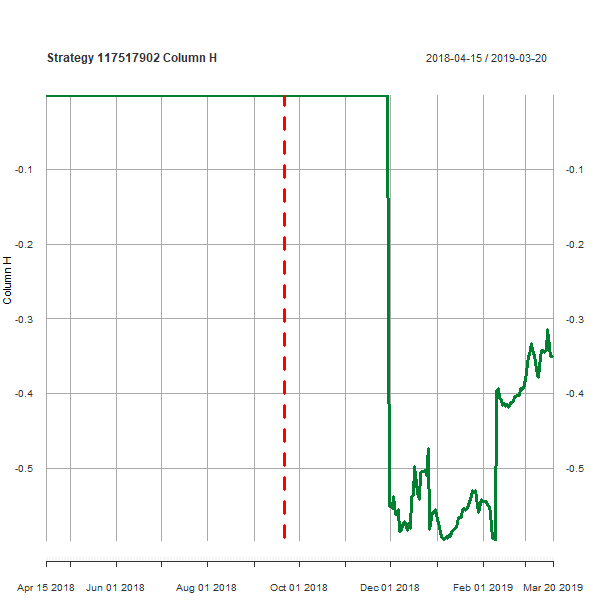 Strategy 117517902 Column H
2018-04-15 / 2019-03-20
-0.1
-0.1
-0.2
-0.2
Column H
-0.3
-0.3
-0.4
-0.4
-0.5
-0.5
Apr 15 2018
Jun 01 2018
Aug 01 2018
Oct 01 2018
Dec 01 2018
Feb 01 2019
Mar 20 2019